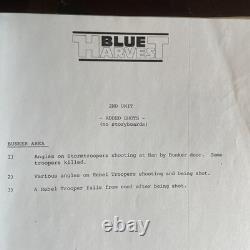 BLUE
HARVEST
2ND UNIT
- ADDED SHOTS -
(no storyboards)
BUNKER AREA
1) Angles on Stormtroopers shooting at Han by Bunker door. Some
troopers killed.
2) Various angles on Rebel Troopers shooting and being shot.
3) A Rebel Trooper falls from roof after being shot.
© 1stclass_autographs